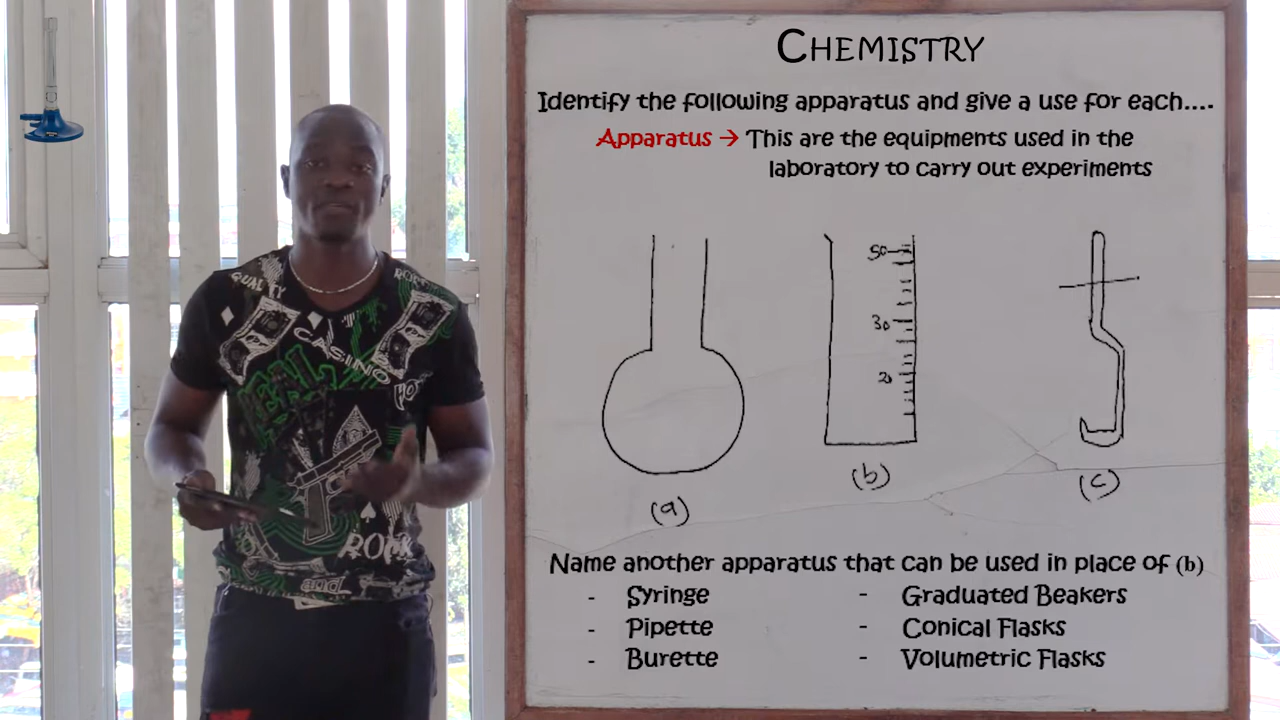 CHEMISTRY
Identify the following apparatus and give a use for each....
Apparatus → This are the equipments used in the
laboratory to carry out experiments
50
30
20
(a)
(b)
(c)
Name another apparatus that can be used in place of (b)
- Syringe - Graduated Beakers
- Pipette - Conical Flasks
- Burette - Volumetric Flasks
QUALITY
CASINO
REAL
ROCK
and